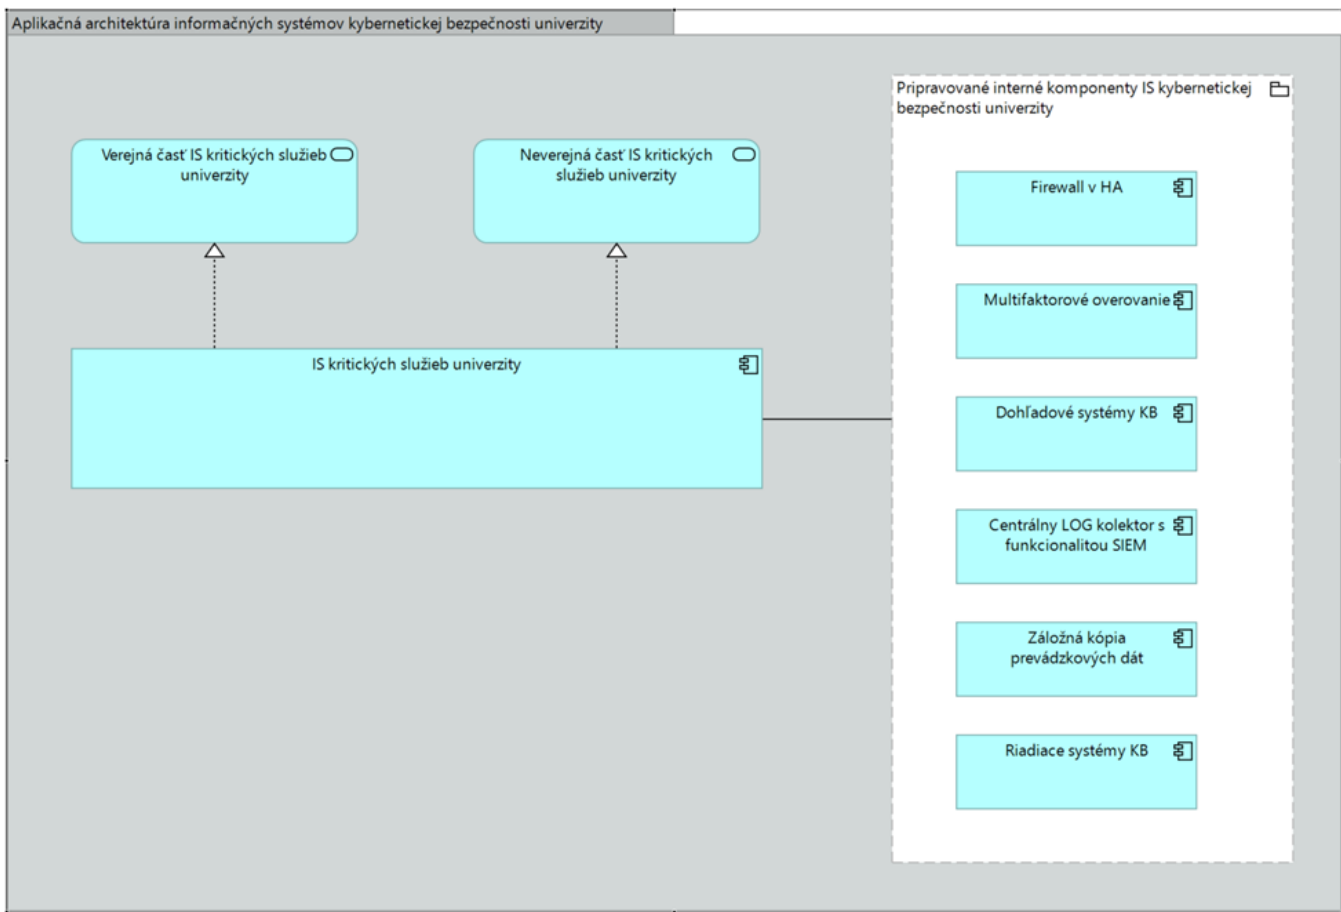 Aplikačná architektúra informačných systémov kybernetickej bezpečnosti univerzity
Pripravované interné komponenty IS kybernetickej
bezpečnosti univerzity
Verejná časť IS kritických služieb
univerzity
Neverejná časť IS kritických
služieb univerzity
IS kritických služieb univerzity
Firewall v HA
Multifaktorové overovanie
Dohľadové systémy KB
Centrálny LOG kolektor s
funkcionalitou SIEM
Záložná kópia
prevádzkových dát
Riadiace systémy KB